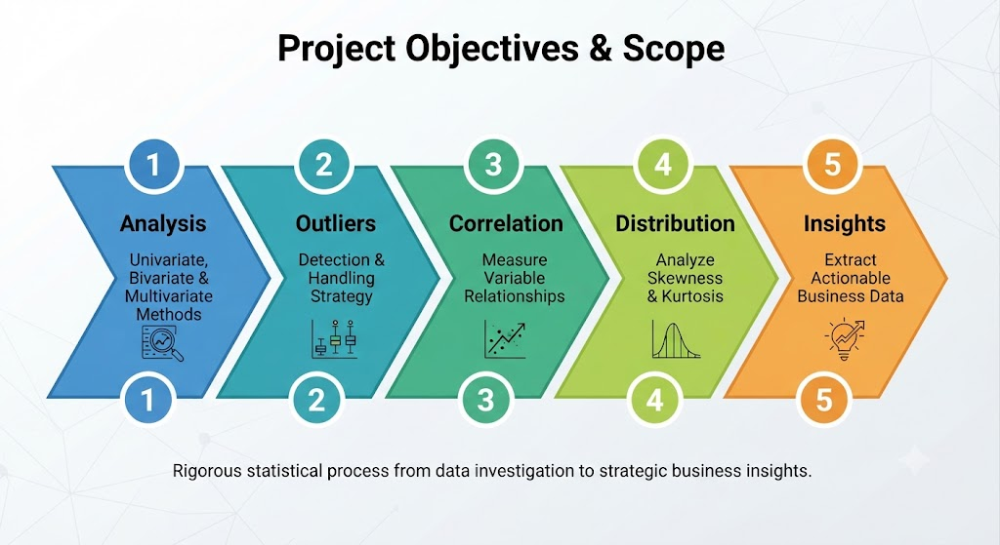 Project Objectives & Scope
1
Analysis
Univariate,
Bivariate &
Multivariate
Methods
1
2
Outliers
Detection &
Handling
Strategy
2
3
Correlation
Measure
Variable
Relationships
3
4
Distribution
Analyze
Skewness
& Kurtosis
4
5
Insights
Extract
Actionable
Business Data
5
Rigorous statistical process from data investigation to strategic business insights.